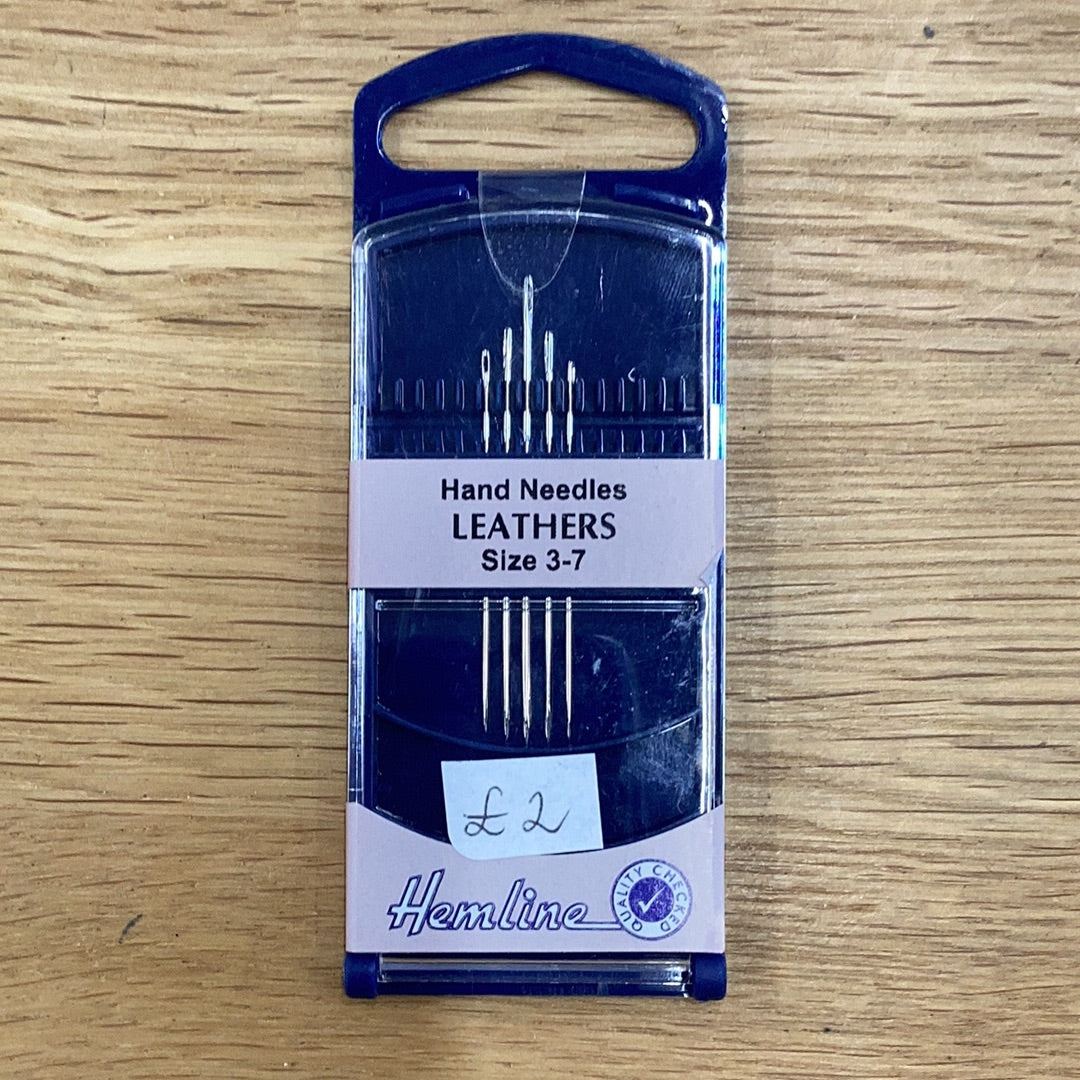 Hand Needles
LEATHERS
Size 3-7
£2
Hemline
QUALITY CHECKED